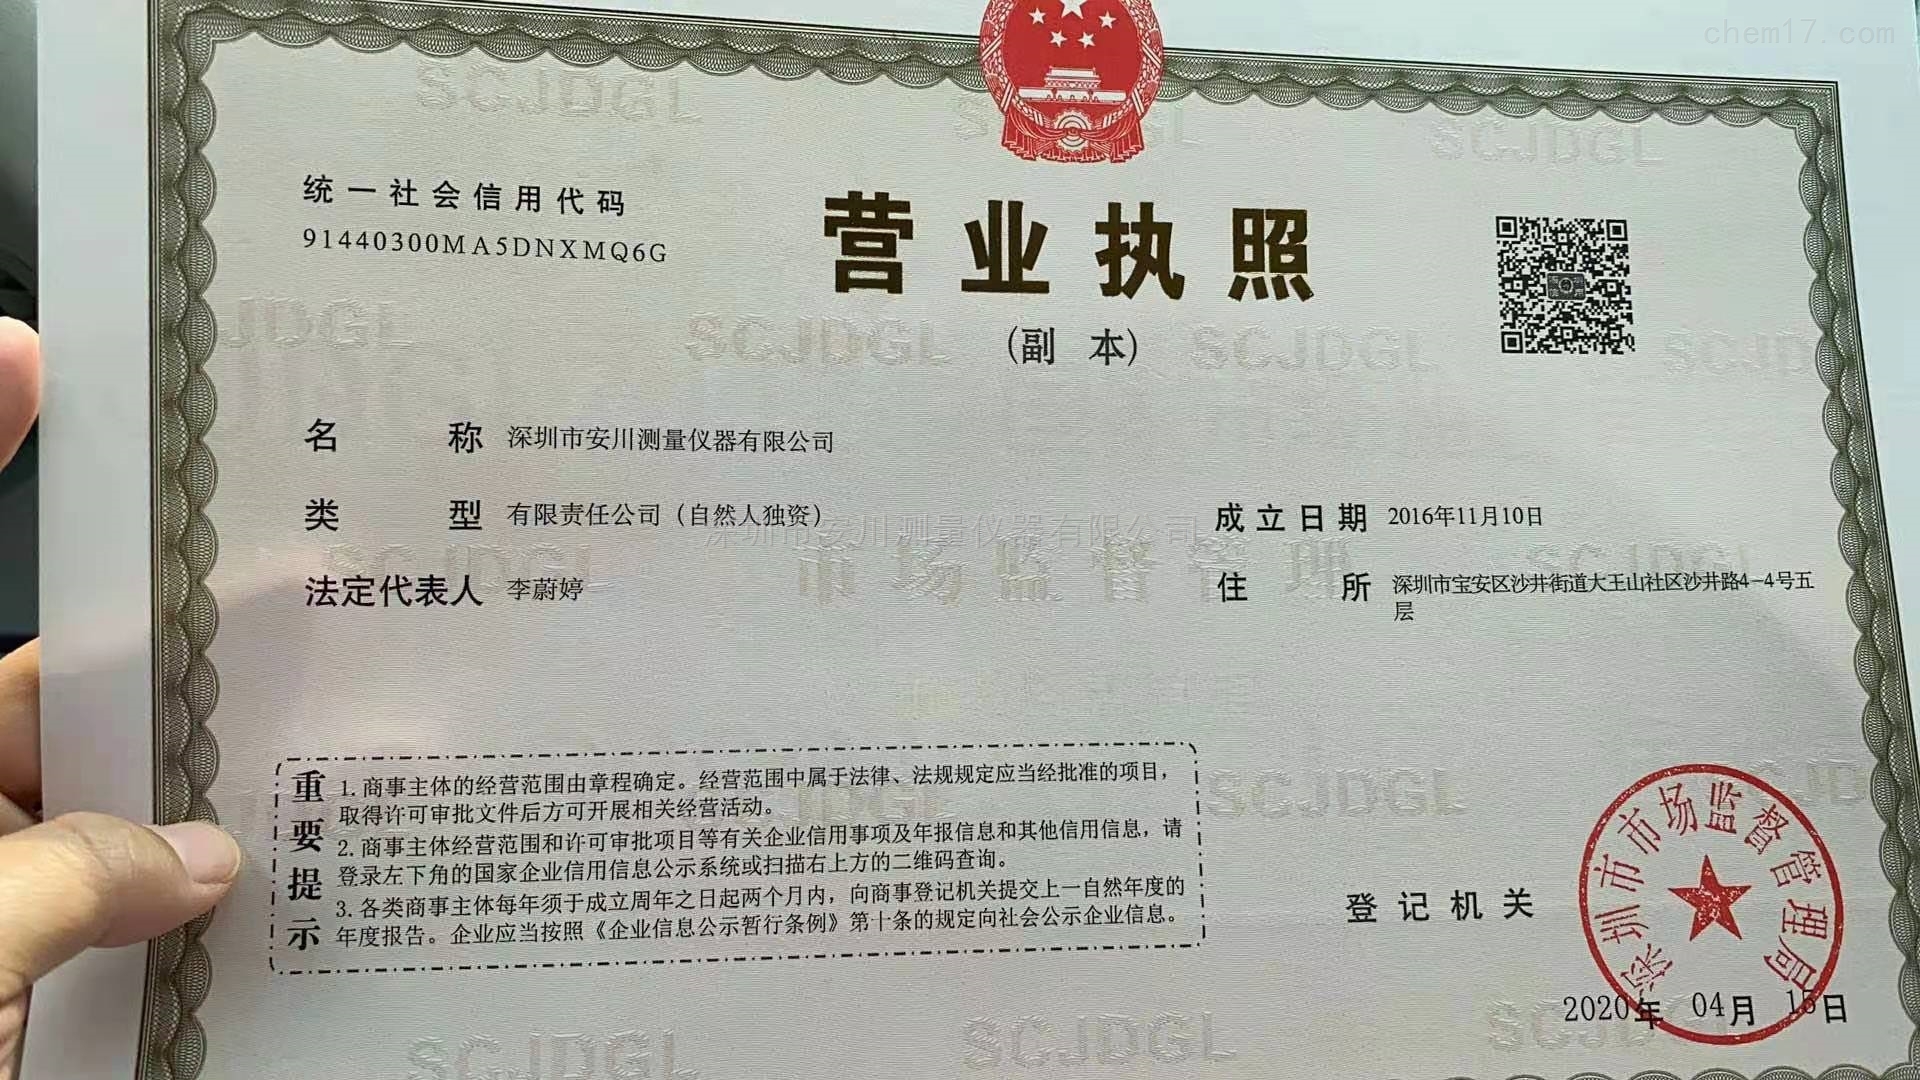 chem17.com
统一社会信用代码
91440300MA5DNXMQ6G
营业执照
(副 本)
名 称 深圳市安川测量仪器有限公司
类 型 有限责任公司（自然人独资）
法定代表人 李蔚婷
成立日期 2016年11月10日
住 所 深圳市宝安区沙井街道大王山社区沙井路4-4号五
层
深圳市安川测量仪器有限公司
市场监督管理
SCJDGL
SCJDGL
JDGL
SCJDGL
SCJDGL
SCJD
SCJDGL
SCJDGL
SCJDGL
SCJDGL
SCJDGL
重要提示
1. 商事主体的经营范围由章程确定。经营范围中属于法律、法规规定应当经批准的项目，
取得许可审批文件后方可开展相关经营活动。
2. 商事主体经营范围和许可审批项目等有关企业信用事项及年报信息和其他信用信息，请
登录左下角的国家企业信用信息公示系统或扫描右上方的二维码查询。
3. 各类商事主体每年须于成立周年之日起两个月内，向商事登记机关提交上一自然年度的
年度报告。企业应当按照《企业信息公示暂行条例》第十条的规定向社会公示企业信息。
登记机关
深圳市市场监督管理局
2020年 04月 15日